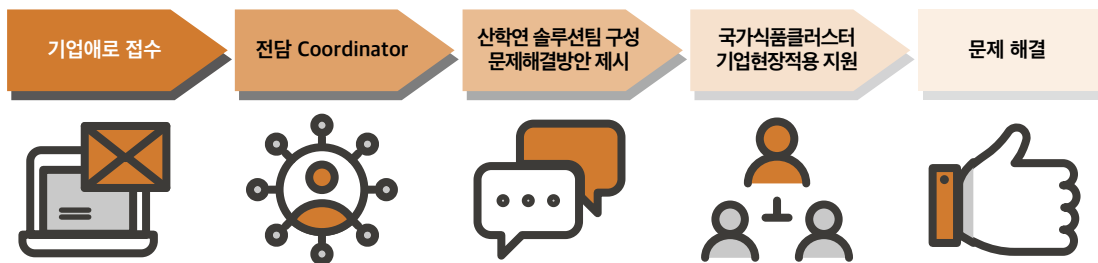 기업애로 접수
전담 Coordinator
산학연 솔루션팀 구성
문제해결방안 제시
국가식품클러스터
기업현장적용 지원
문제 해결